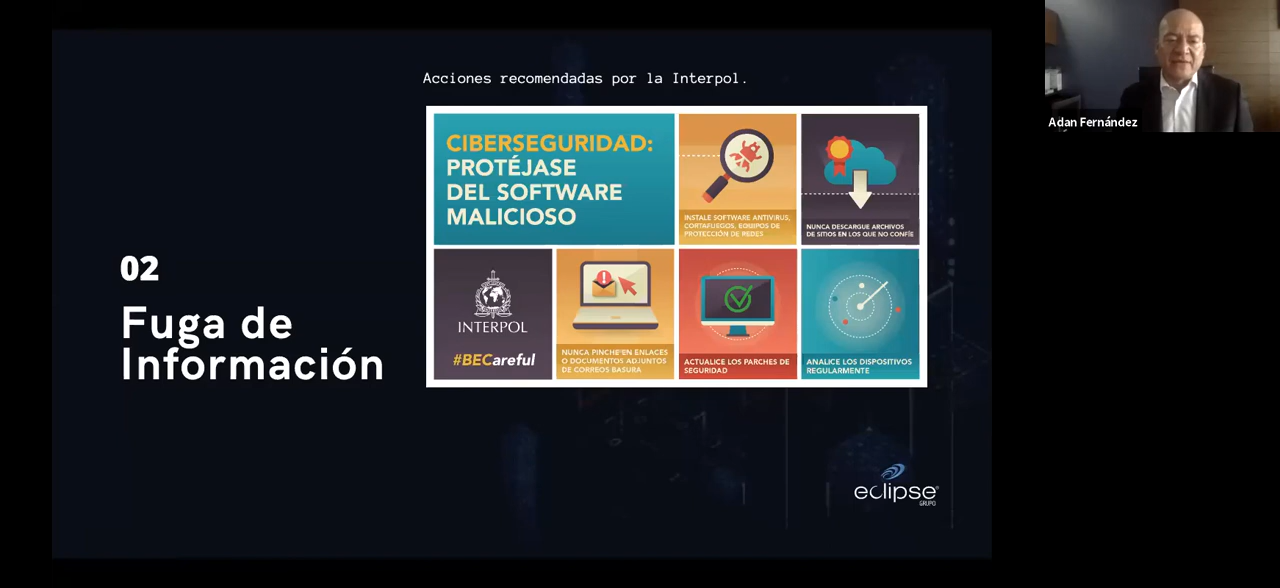 Acciones recomendadas por la Interpol.
Adan Fernández
02
Fuga de
Información
CIBERSEGURIDAD:
PROTÉJASE
DEL SOFTWARE
MALICIOSO
INSTALE SOFTWARE ANTIVIRUS,
CORTAFUEGOS, EQUIPOS DE
PROTECCIÓN DE REDES
NUNCA DESCARGUE ARCHIVOS
DE SITIOS EN LOS QUE NO CONFÍE
INTERPOL
#BECareful
NUNCA PINCHE EN ENLACES
O DOCUMENTOS ADJUNTOS
DE CORREOS BASURA
ACTUALICE LOS PARCHES DE
SEGURIDAD
ANALICE LOS DISPOSITIVOS
REGULARMENTE
eclipse
GRUPO